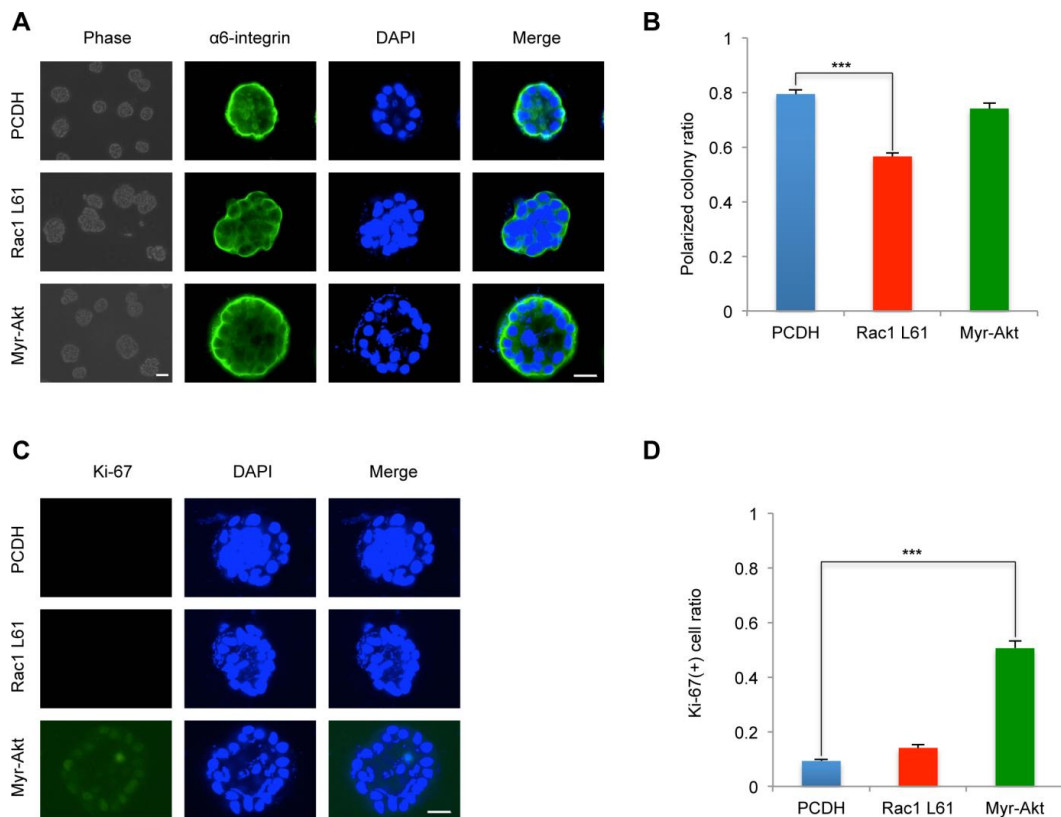 A
Phase α6-integrin DAPI Merge
PCDH
Rac1 L61
Myr-Akt
B
Polarized colony ratio
1
0.8
0.6
0.4
0.2
0
***
PCDH Rac1 L61 Myr-Akt
C
Ki-67 DAPI Merge
PCDH
Rac1 L61
Myr-Akt
D
Ki-67(+) cell ratio
1
0.8
0.6
0.4
0.2
0
***
PCDH Rac1 L61 Myr-Akt